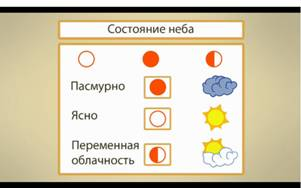 Состояние неба
Пасмурно
Ясно
Переменная
облачность